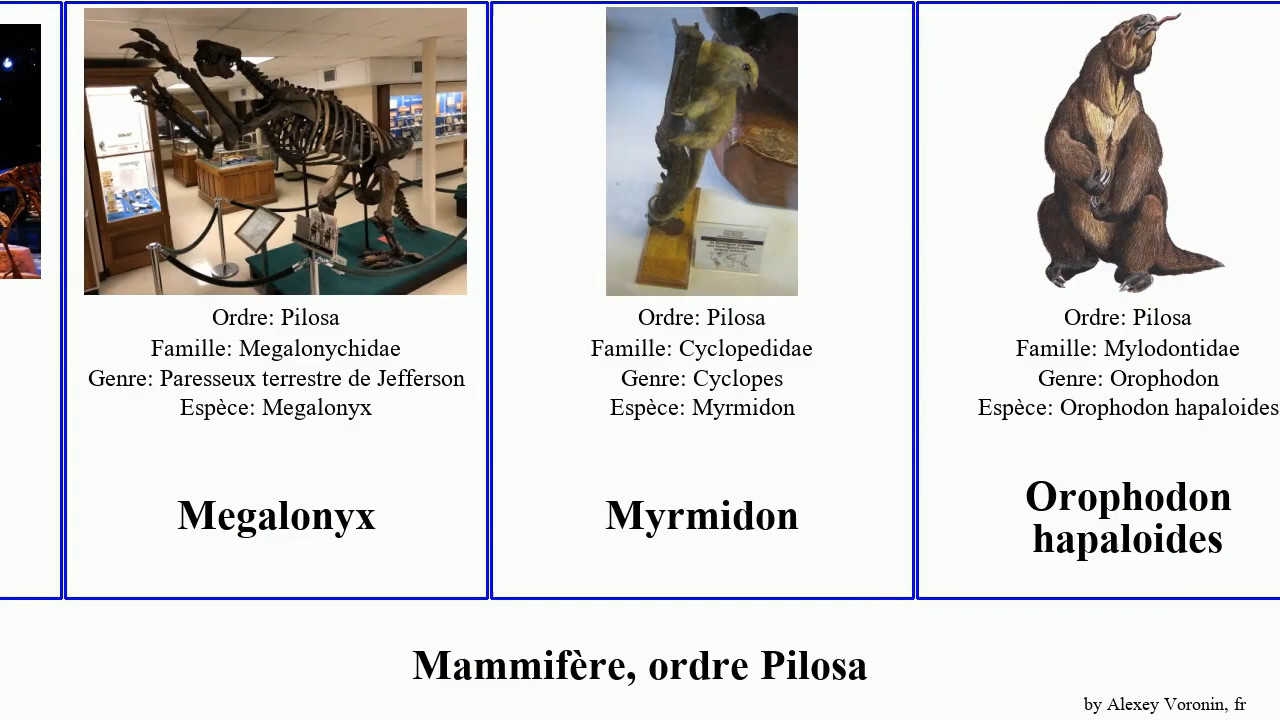 Ordre: Pilosa
Famille: Megalonychidae
Genre: Paresseux terrestre de Jefferson
Espèce: Megalonyx
Megalonyx
Ordre: Pilosa
Famille: Cyclopedidae
Genre: Cyclopes
Espèce: Myrmidon
Myrmidon
Ordre: Pilosa
Famille: Mylodontidae
Genre: Orophodon
Espèce: Orophodon hapaloides
Orophodon
hapaloides
Mammifère, ordre Pilosa
by Alexey Voronin, fr